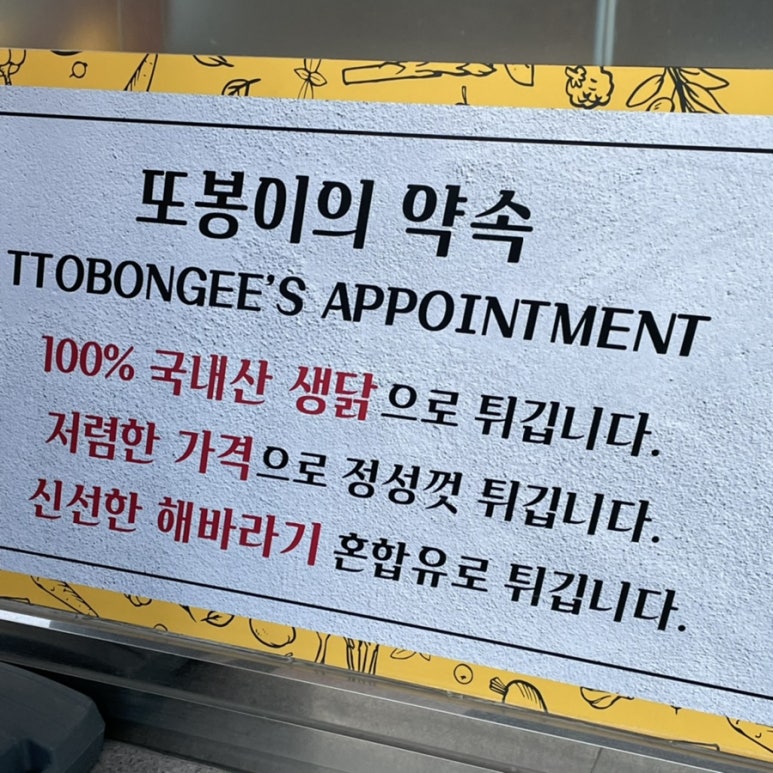 또봉이의 약속
TTOBONGEE'S APPOINTMENT
100% 국내산 생닭으로 튀깁니다.
저렴한 가격으로 정성껏 튀깁니다.
신선한 해바라기 혼합유로 튀깁니다.